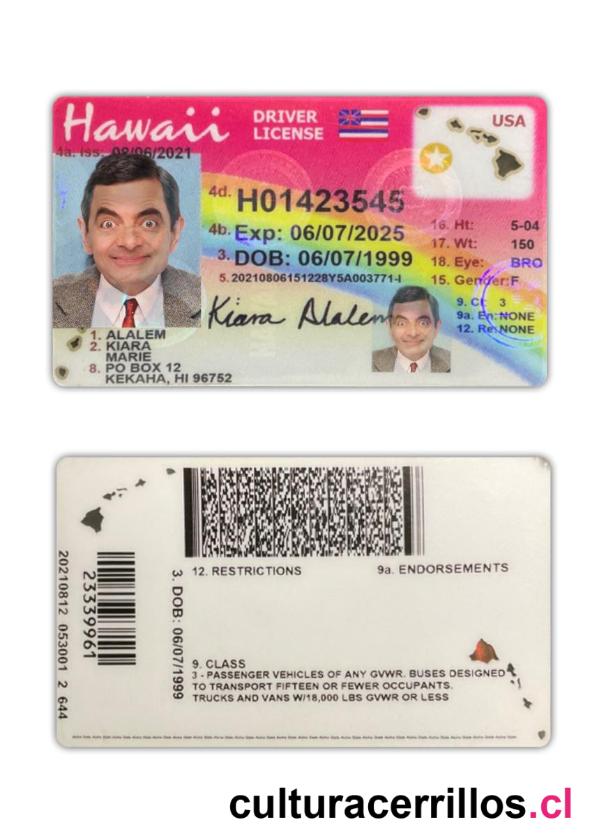 Hawaii
DRIVER
LICENSE
USA
4a. Iss: 08/06/2021
4d. H01423545
4b. Exp: 06/07/2025
3. DOB: 06/07/1999
5. 20210806151228Y5A003771-I
16. Ht: 5-04
17. Wt: 150
18. Eye: BRO
15. Gender: F
9. Cl: 3
9a. En: NONE
12. Re: NONE
Kiara Alalem
1. ALALEM
2. KIARA
MARIE
8. PO BOX 12
KEKAHA, HI 96752
20210812 053001 2 644
23339961
3. DOB: 06/07/1999
12. RESTRICTIONS
9a. ENDORSEMENTS
9. CLASS
3 - PASSENGER VEHICLES OF ANY GVWR. BUSES DESIGNED
TO TRANSPORT FIFTEEN OR FEWER OCCUPANTS.
TRUCKS AND VANS W/18,000 LBS GVWR OR LESS
culturacerrillos.cl